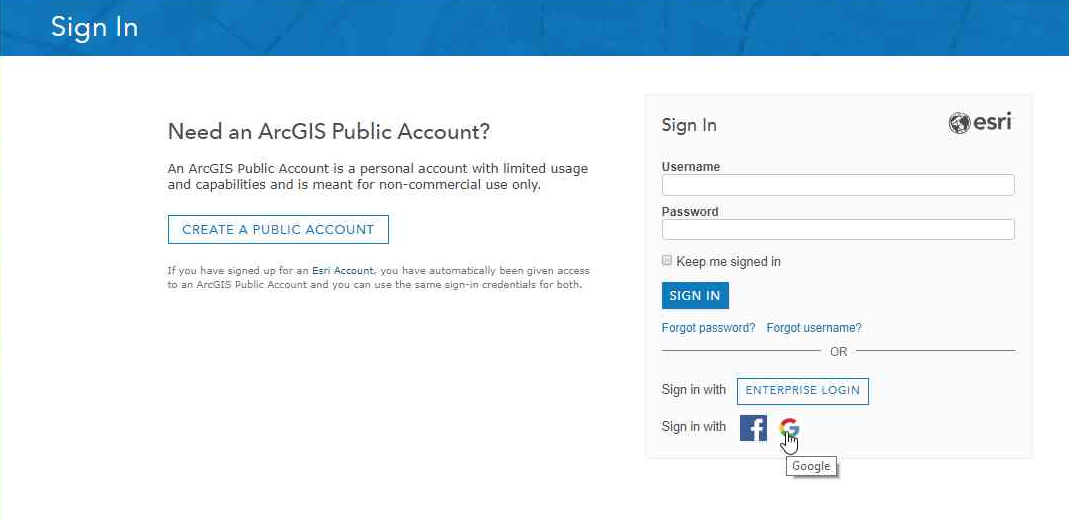 Sign In
Need an ArcGIS Public Account?
An ArcGIS Public Account is a personal account with limited usage
and capabilities and is meant for non-commercial use only.
CREATE A PUBLIC ACCOUNT
If you have signed up for an Esri Account, you have automatically been given access
to an ArcGIS Public Account and you can use the same sign-in credentials for both.
Sign In
esri
Username
Password
Keep me signed in
SIGN IN
Forgot password? Forgot username?
OR
Sign in with ENTERPRISE LOGIN
Sign in with f G
Google